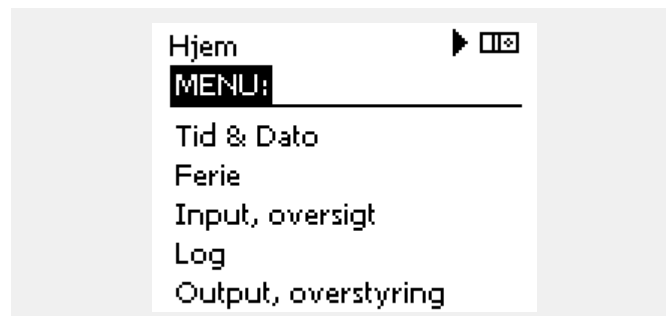 Hjem
MENU:
Tid & Dato
Ferie
Input, oversigt
Log
Output, overstyring